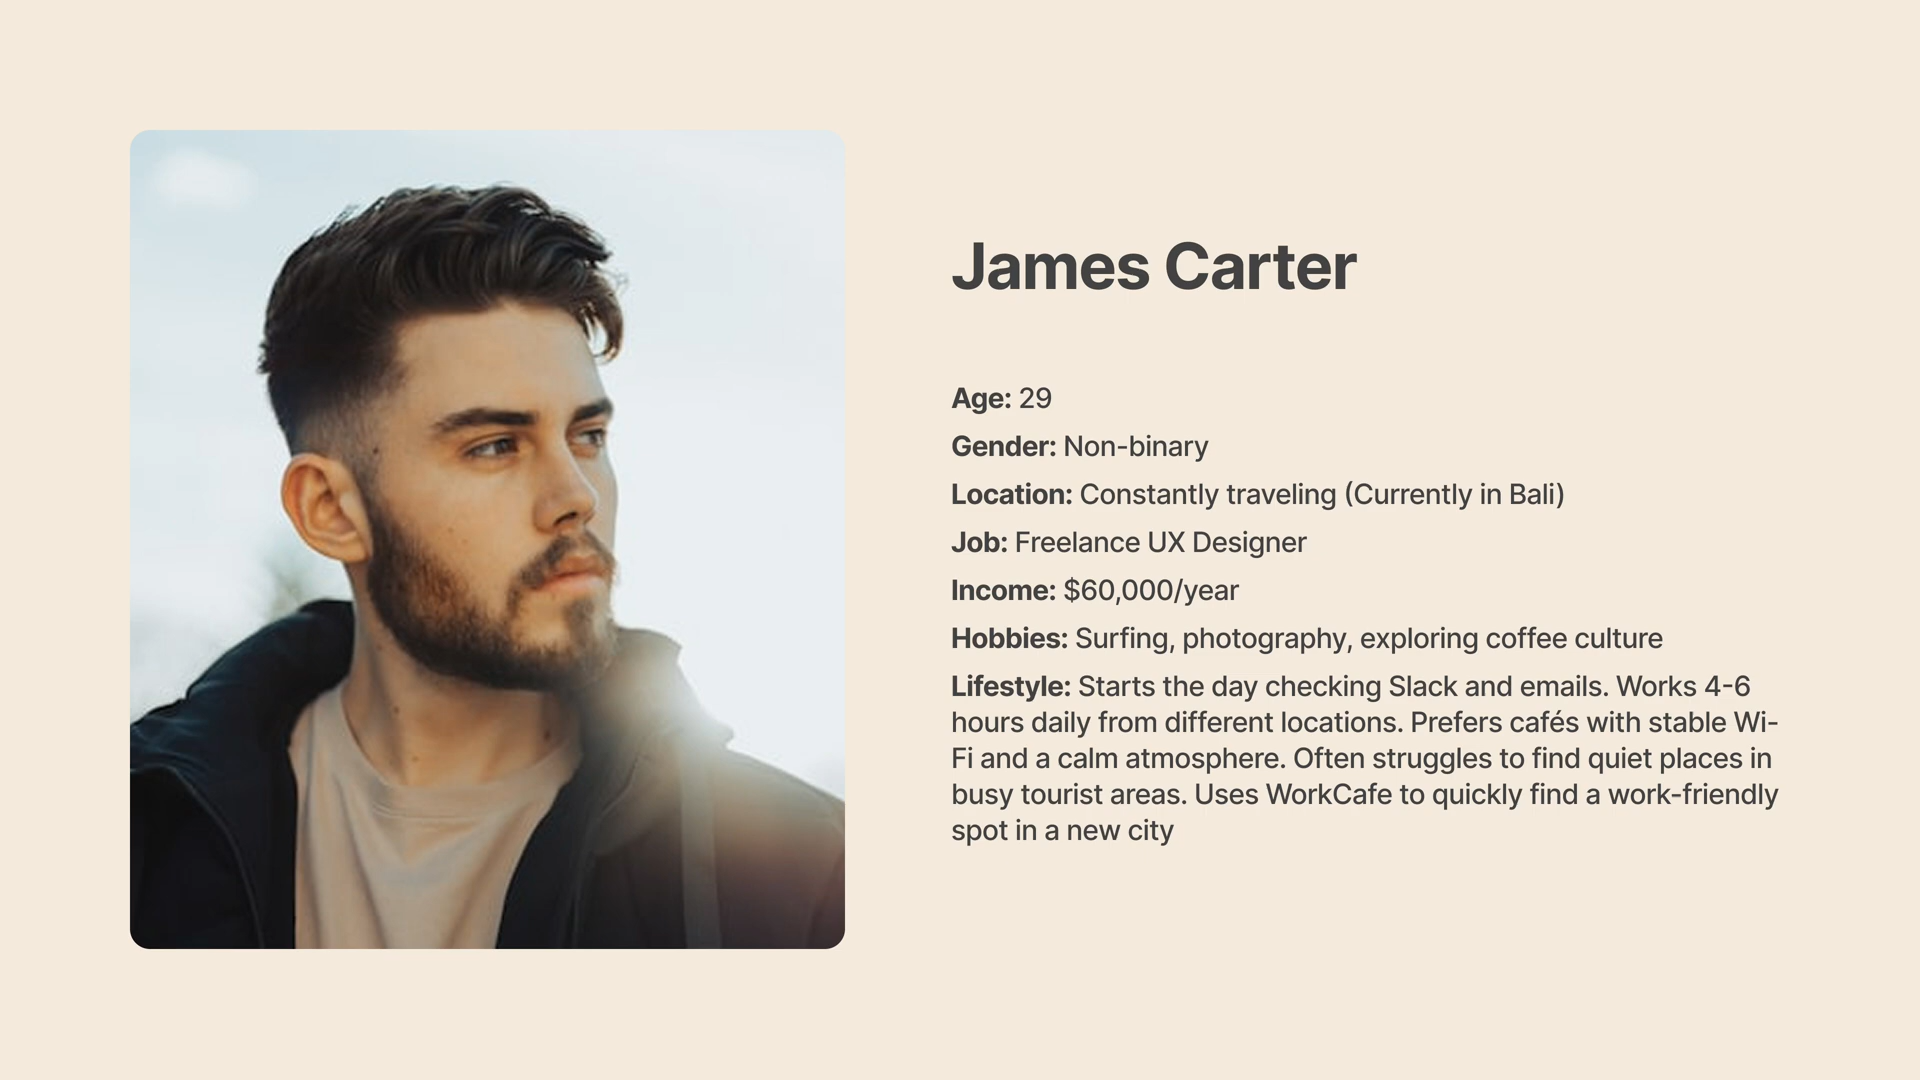 James Carter
Age: 29
Gender: Non-binary
Location: Constantly traveling (Currently in Bali)
Job: Freelance UX Designer
Income: $60,000/year
Hobbies: Surfing, photography, exploring coffee culture
Lifestyle: Starts the day checking Slack and emails. Works 4-6
hours daily from different locations. Prefers cafés with stable Wi-
Fi and a calm atmosphere. Often struggles to find quiet places in
busy tourist areas. Uses WorkCafe to quickly find a work-friendly
spot in a new city